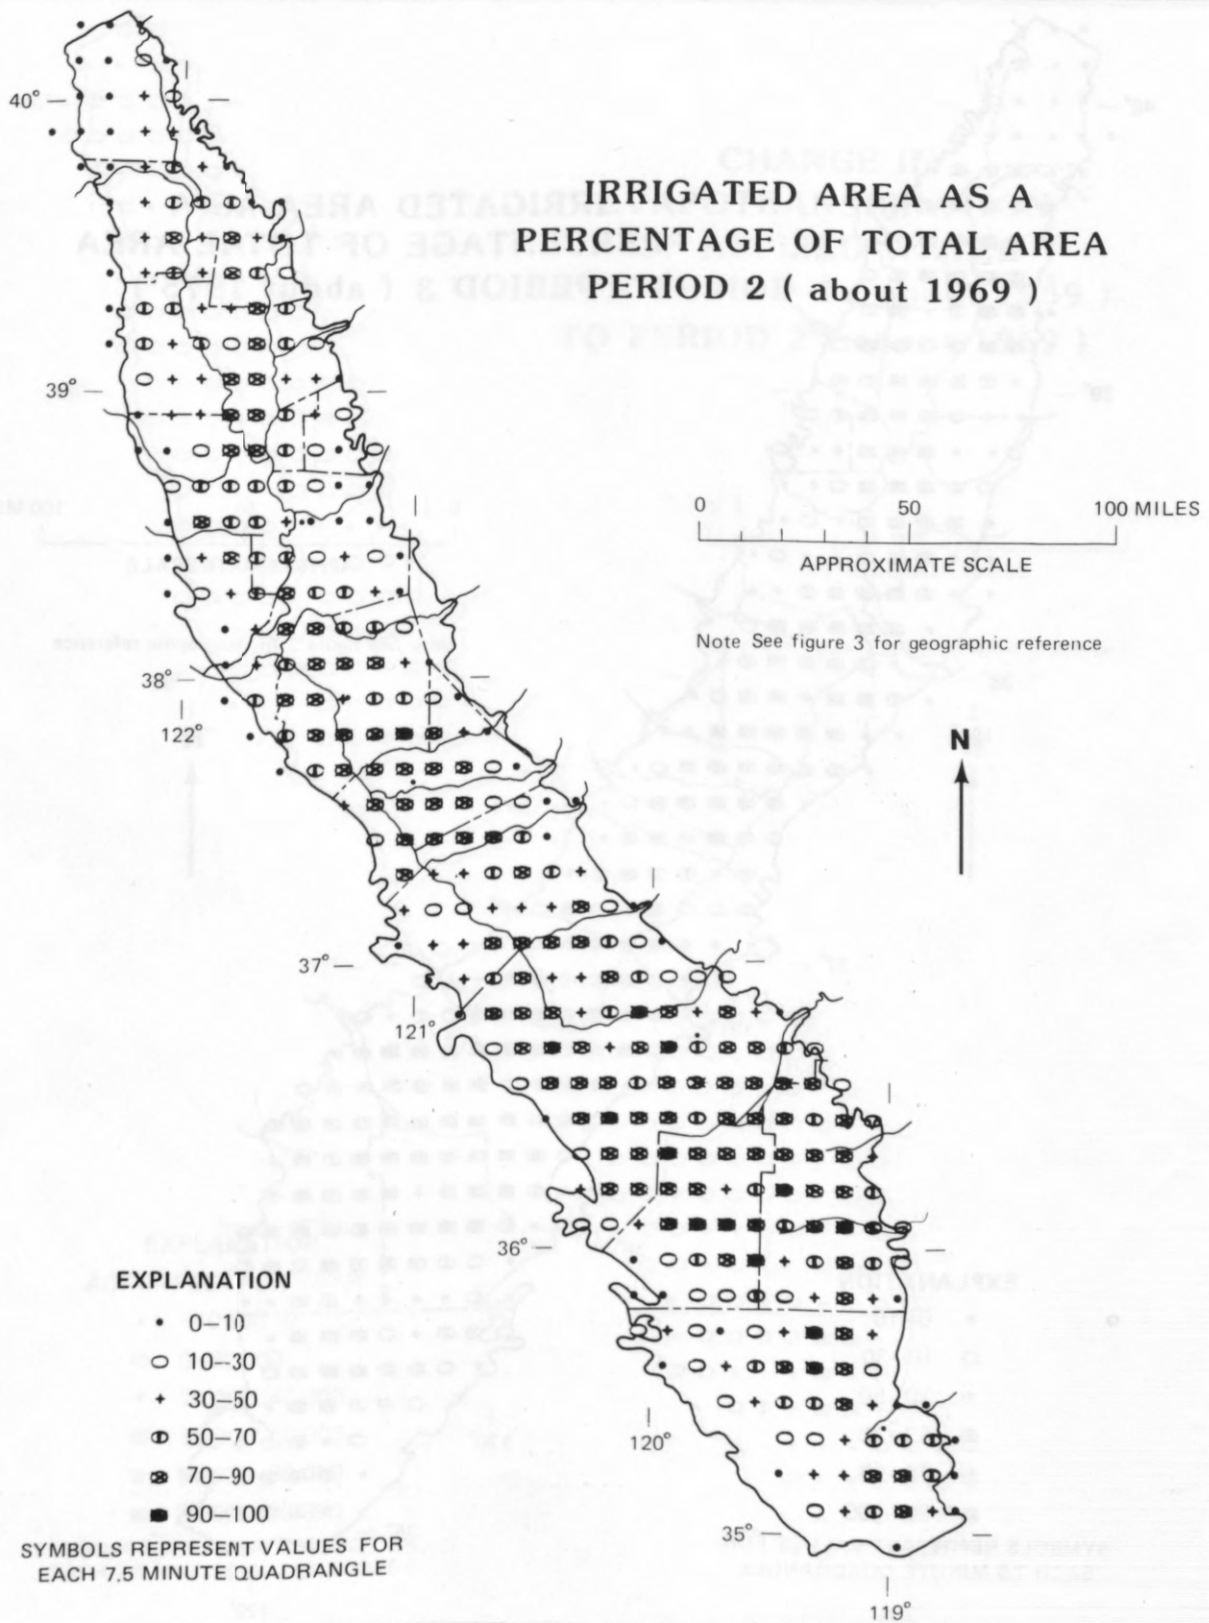 IRRIGATED AREA AS A
PERCENTAGE OF TOTAL AREA
PERIOD 2 ( about 1969 )
40°
39°
0 50 100 MILES
APPROXIMATE SCALE
Note See figure 3 for geographic reference
38°
122°
N
37°
121°
36°
EXPLANATION
0–10
10–30
30–50
50–70
70–90
90–100
SYMBOLS REPRESENT VALUES FOR
EACH 7.5 MINUTE QUADRANGLE
120°
35°
119°